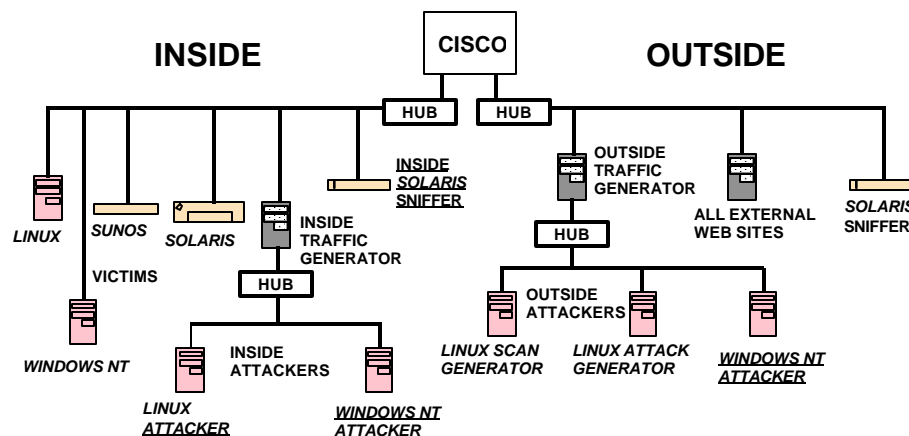 CISCO
INSIDE
OUTSIDE
HUB
HUB
LINUX
SUNOS
SOLARIS
INSIDE
TRAFFIC
GENERATOR
INSIDE
SOLARIS
SNIFFER
OUTSIDE
TRAFFIC
GENERATOR
ALL EXTERNAL
WEB SITES
SOLARIS
SNIFFER
VICTIMS
WINDOWS NT
HUB
HUB
INSIDE
ATTACKERS
LINUX
ATTACKER
WINDOWS NT
ATTACKER
OUTSIDE
ATTACKERS
LINUX SCAN
GENERATOR
LINUX ATTACK
GENERATOR
WINDOWS NT
ATTACKER